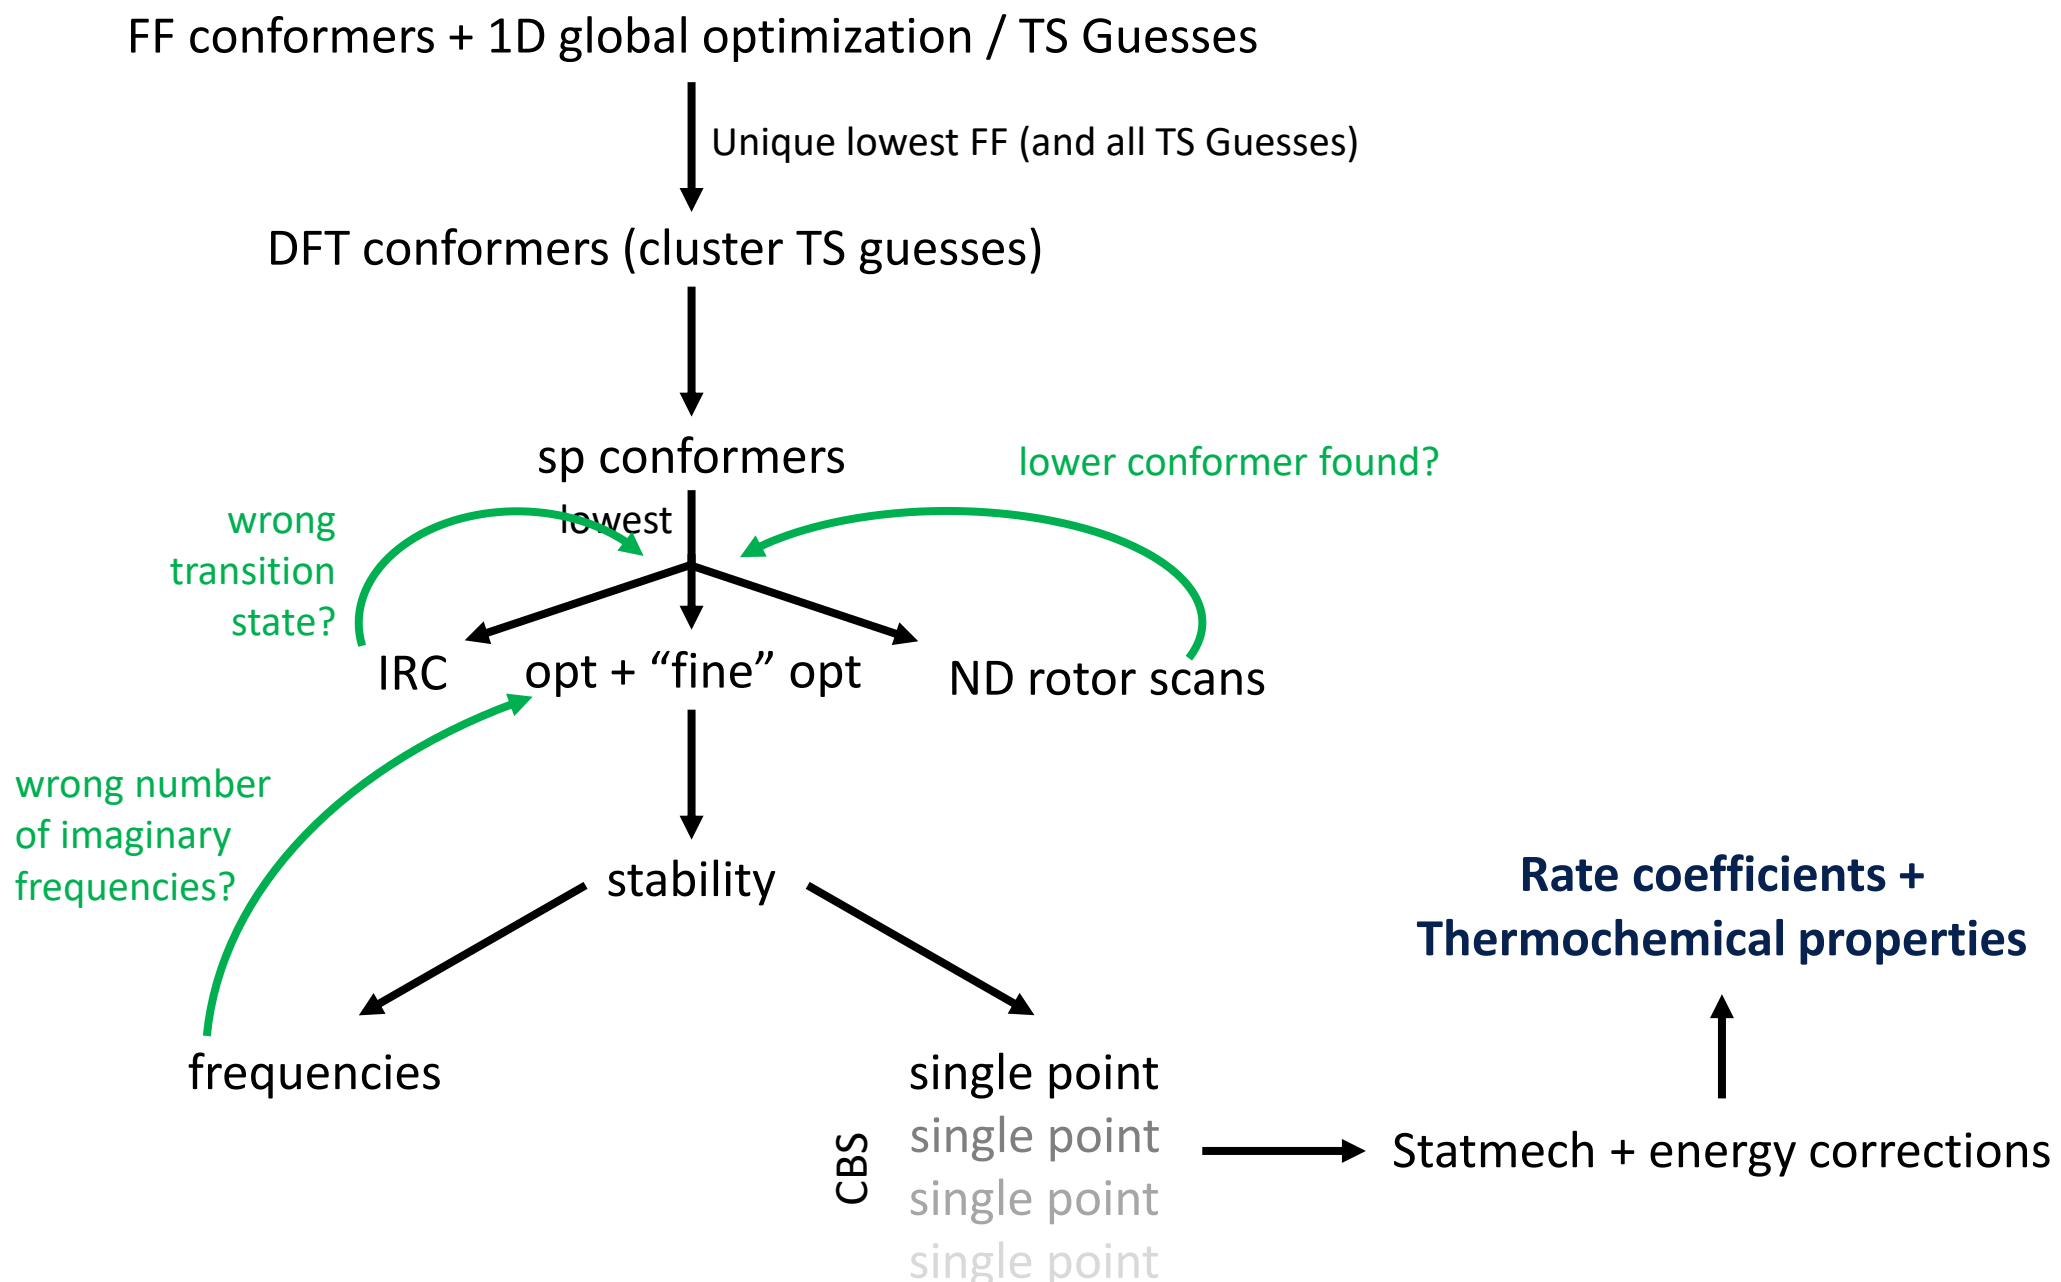 FF conformers + 1D global optimization / TS Guesses
Unique lowest FF (and all TS Guesses)
DFT conformers (cluster TS guesses)
sp conformers
lower conformer found?
lowest
wrong
transition
state?
IRC
opt + “fine” opt
ND rotor scans
wrong number
of imaginary
frequencies?
stability
Rate coefficients +
Thermochemical properties
frequencies
single point
single point
single point
single point
CBS
Statmech + energy corrections